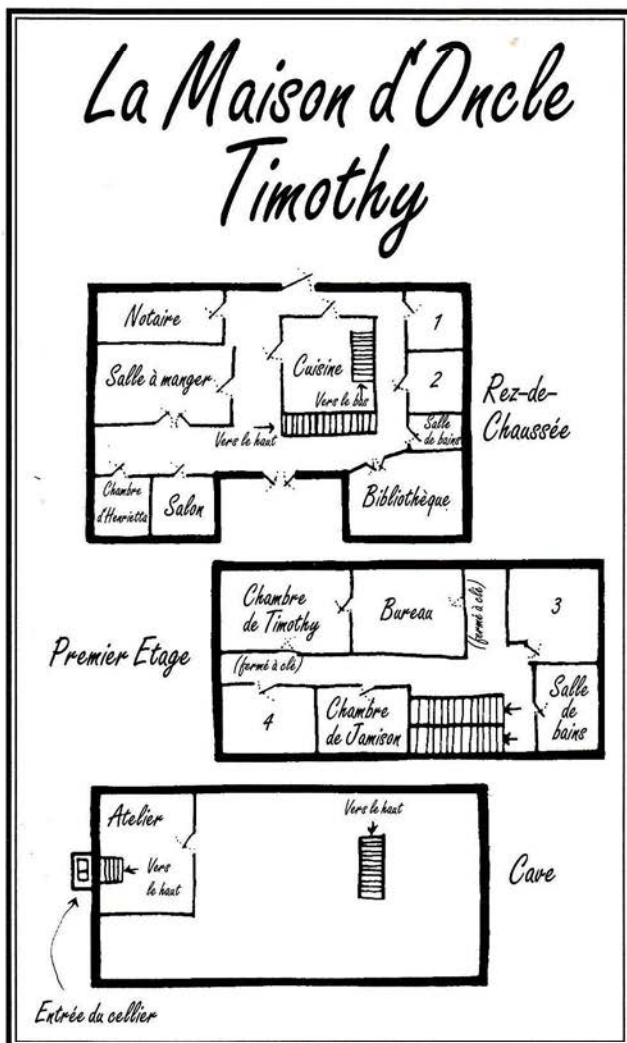 La Maison d'Oncle
Timothy
Notaire
1
Salle à manger
Cuisine
2
Vers le bas
Vers le haut
Salle
de bains
Rez-de-
Chaussée
Chambre
d'Henrietta
Salon
Bibliothèque
Premier Etage
Chambre
de Timothy
Bureau
(fermé à clé)
3
(fermé à clé)
4
Chambre
de Jamison
Salle
de
bains
Atelier
Vers le haut
Vers
le haut
Cave
Entrée du cellier